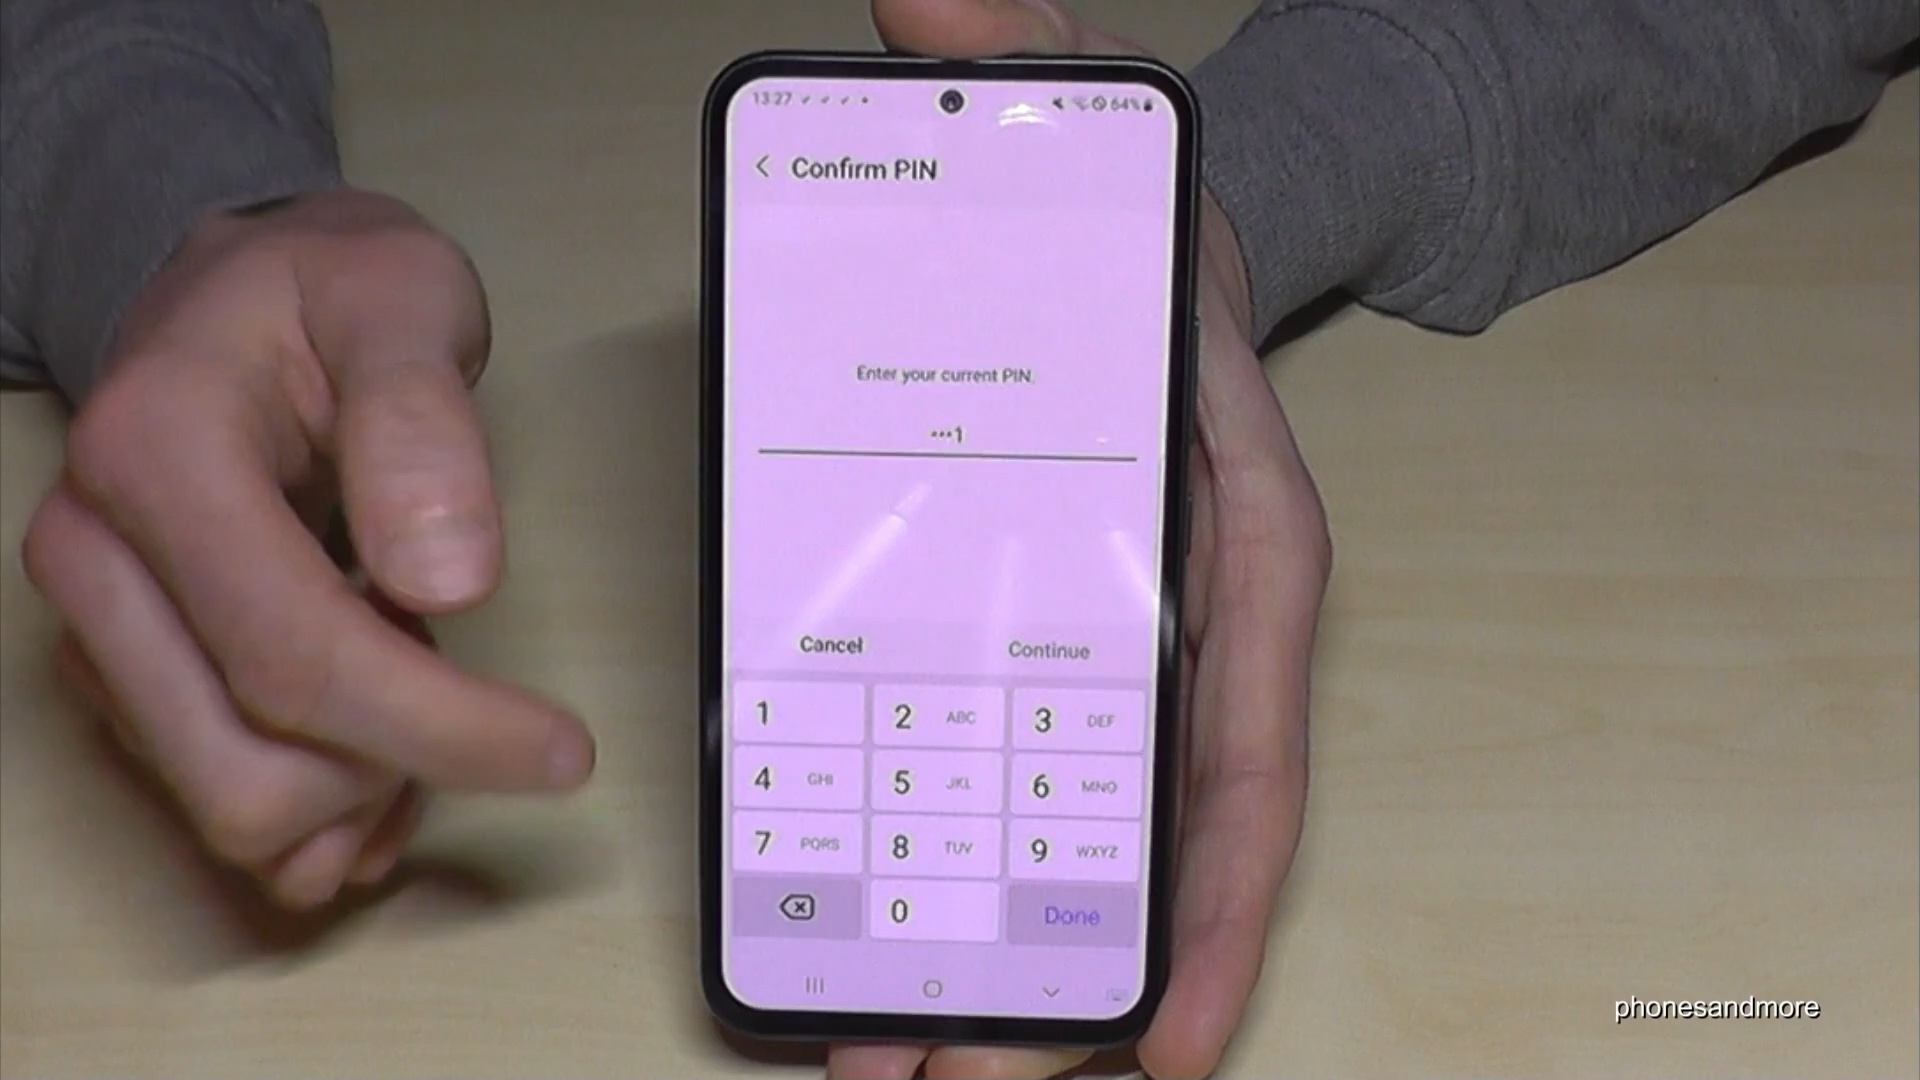 13:27 64%
Confirm PIN
Enter your current PIN.
•••1
Cancel Continue
1 2 ABC 3 DEF
4 GHI 5 JKL 6 MNO
7 PQRS 8 TUV 9 WXYZ
0 Done
phonesandmore